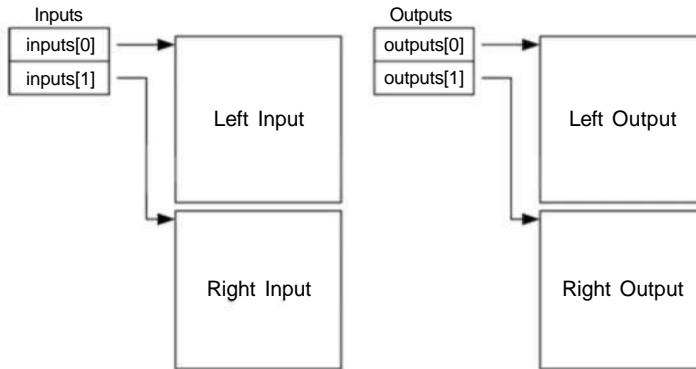 Inputs
inputs[0]
inputs[1]
Left Input
Right Input
Outputs
outputs[0]
outputs[1]
Left Output
Right Output